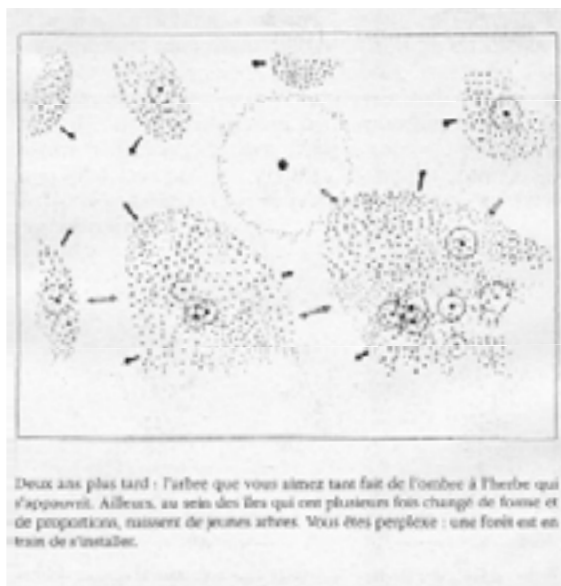 Deux ans plus tard : l'arbre que vous aimez tant fait de l'ombre à l'herbe qui
s'appauvrit. Ailleurs, au sein des îles qui ont plusieurs fois changé de forme et
de proportions, naissent de jeunes arbres. Vous êtes perplexe : une forêt est en
train de s'installer.